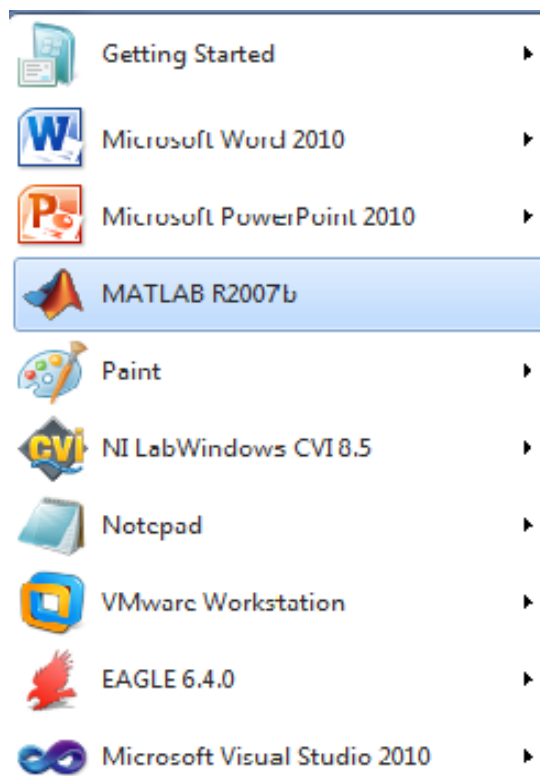 Getting Started
Microsoft Word 2010
Microsoft PowerPoint 2010
MATLAB R2007b
Paint
NI LabWindows CVI 8.5
Notepad
VMware Workstation
EAGLE 6.4.0
Microsoft Visual Studio 2010